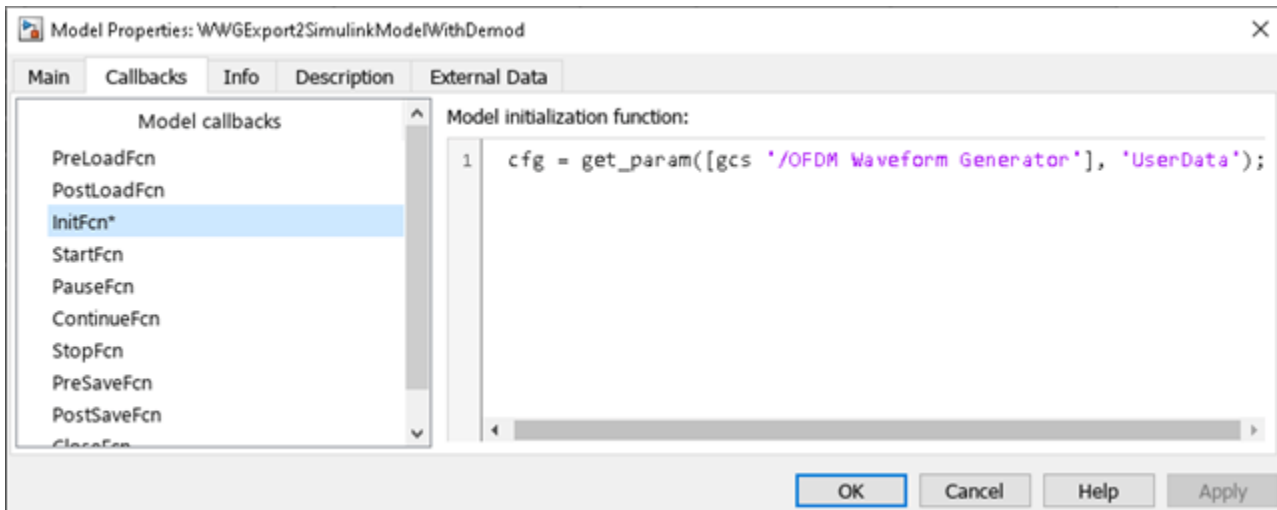 Model Properties: WWGExport2SimulinkModelWithDemod
Main Callbacks Info Description External Data
Model callbacks
PreLoadFcn
PostLoadFcn
InitFcn*
StartFcn
PauseFcn
ContinueFcn
StopFcn
PreSaveFcn
PostSaveFcn
CloseFcn
Model initialization function:
1 cfg = get_param([gcs '/OFDM Waveform Generator'], 'UserData');
OK Cancel Help Apply